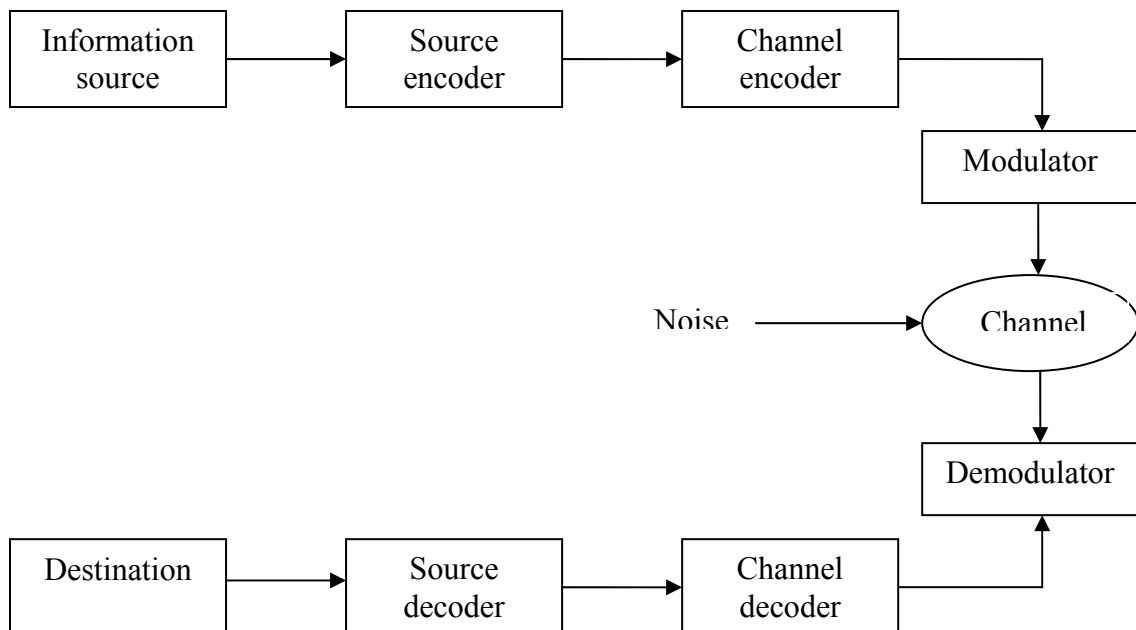 Information
source
Source
encoder
Channel
encoder
Modulator
Noise
Channel
Demodulator
Destination
Source
decoder
Channel
decoder